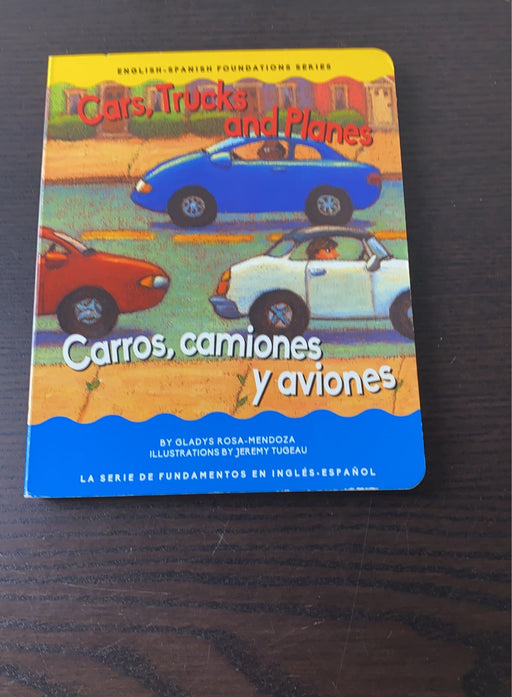 ENGLISH-SPANISH FOUNDATIONS SERIES
Cars, Trucks
and Planes
Carros, camiones
y aviones
BY GLADYS ROSA-MENDOZA
ILLUSTRATIONS BY JEREMY TUGEAU
LA SERIE DE FUNDAMENTOS EN INGLÉS-ESPAÑOL